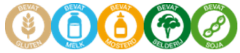 BEVAT
GLUTEN
BEVAT
MELK
BEVAT
MOSTERD
BEVAT
SELDERIJ
BEVAT
SOJA